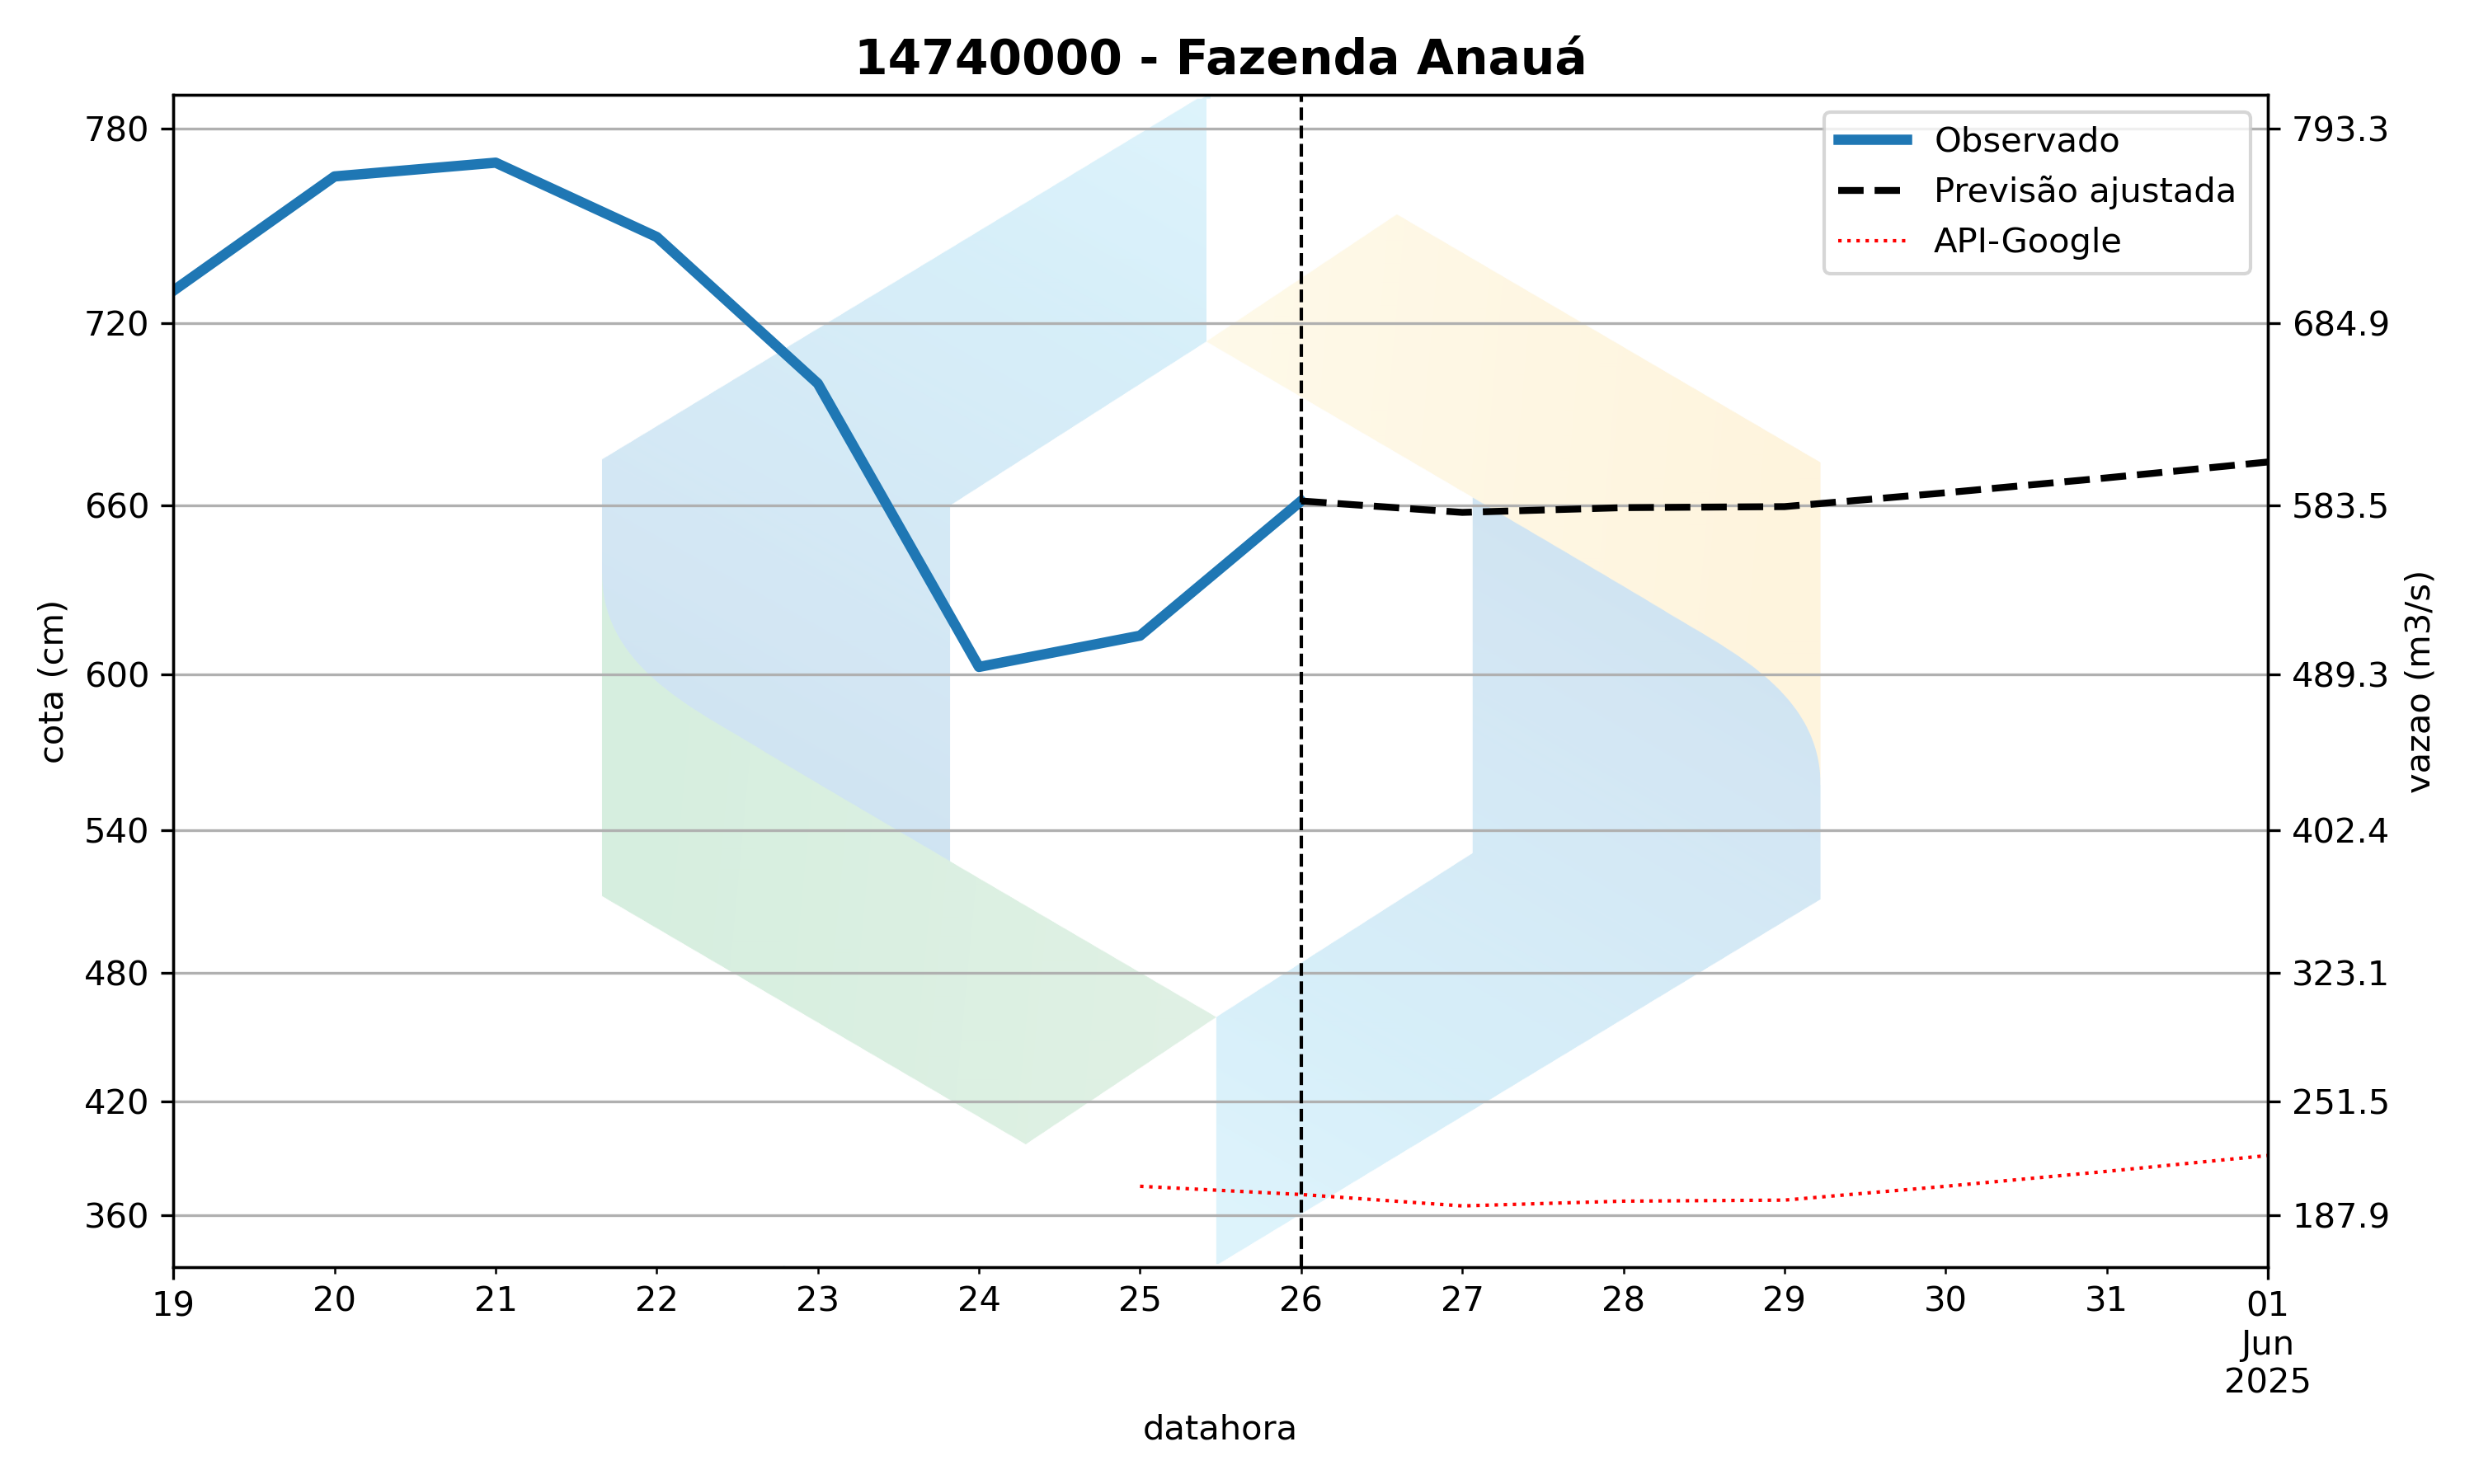 14740000 - Fazenda Anauá
Observado
Previsão ajustada
API-Google
780
720
660
600
540
480
420
360
cota (cm)
793.3
684.9
583.5
489.3
402.4
323.1
251.5
187.9
vazao (m3/s)
19 20 21 22 23 24 25 26 27 28 29 30 31 01
Jun
2025
datahora